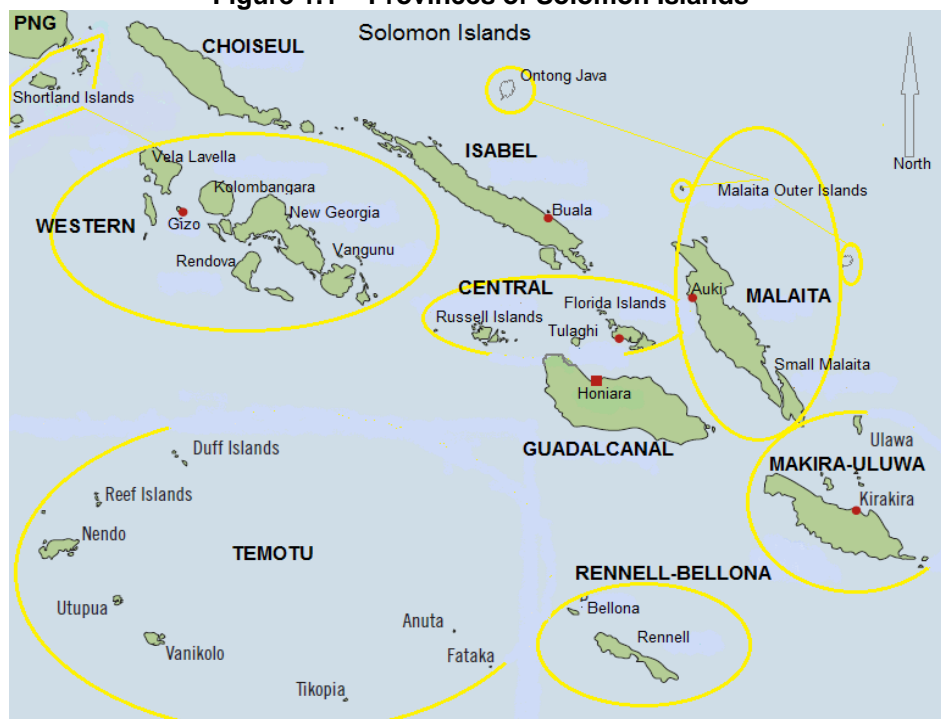 Figure 1.1 – Provinces of Solomon Islands
PNG
CHOISEUL
Solomon Islands
Ontong Java
Shortland Islands
North
ISABEL
Vela Lavella
Malaita Outer Islands
Kolombangara
Buala
New Georgia
WESTERN
Gizo
Vangunu
Rendova
CENTRAL
Auki
MALAITA
Florida Islands
Russell Islands
Tulaghi
Small Malaita
Honiara
GUADALCANAL
Ulawa
Duff Islands
MAKIRA-ULUWA
Reef Islands
Kirakira
Nendo
TEMOTU
RENNELL-BELLONA
Utupua
Bellona
Anuta
Rennell
Vanikolo
Fataka
Tikopia